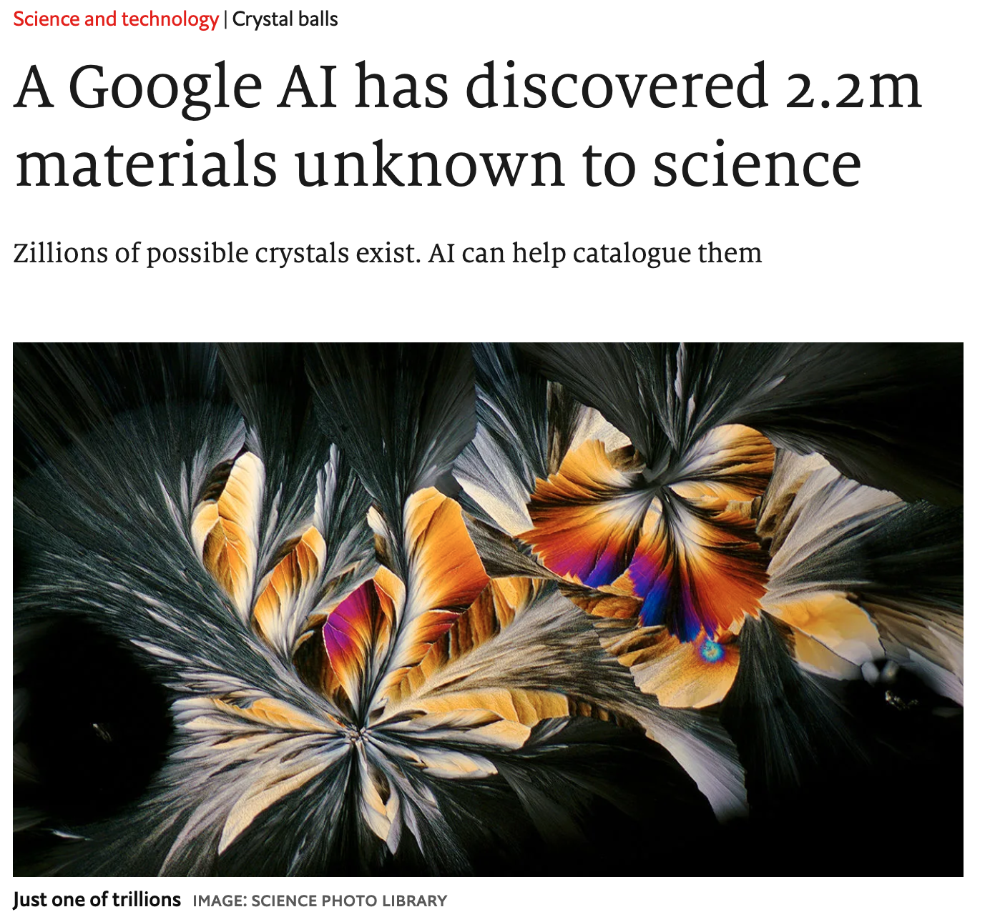 Science and technology | Crystal balls
A Google AI has discovered 2.2m
materials unknown to science
Zillions of possible crystals exist. AI can help catalogue them
Just one of trillions IMAGE: SCIENCE PHOTO LIBRARY